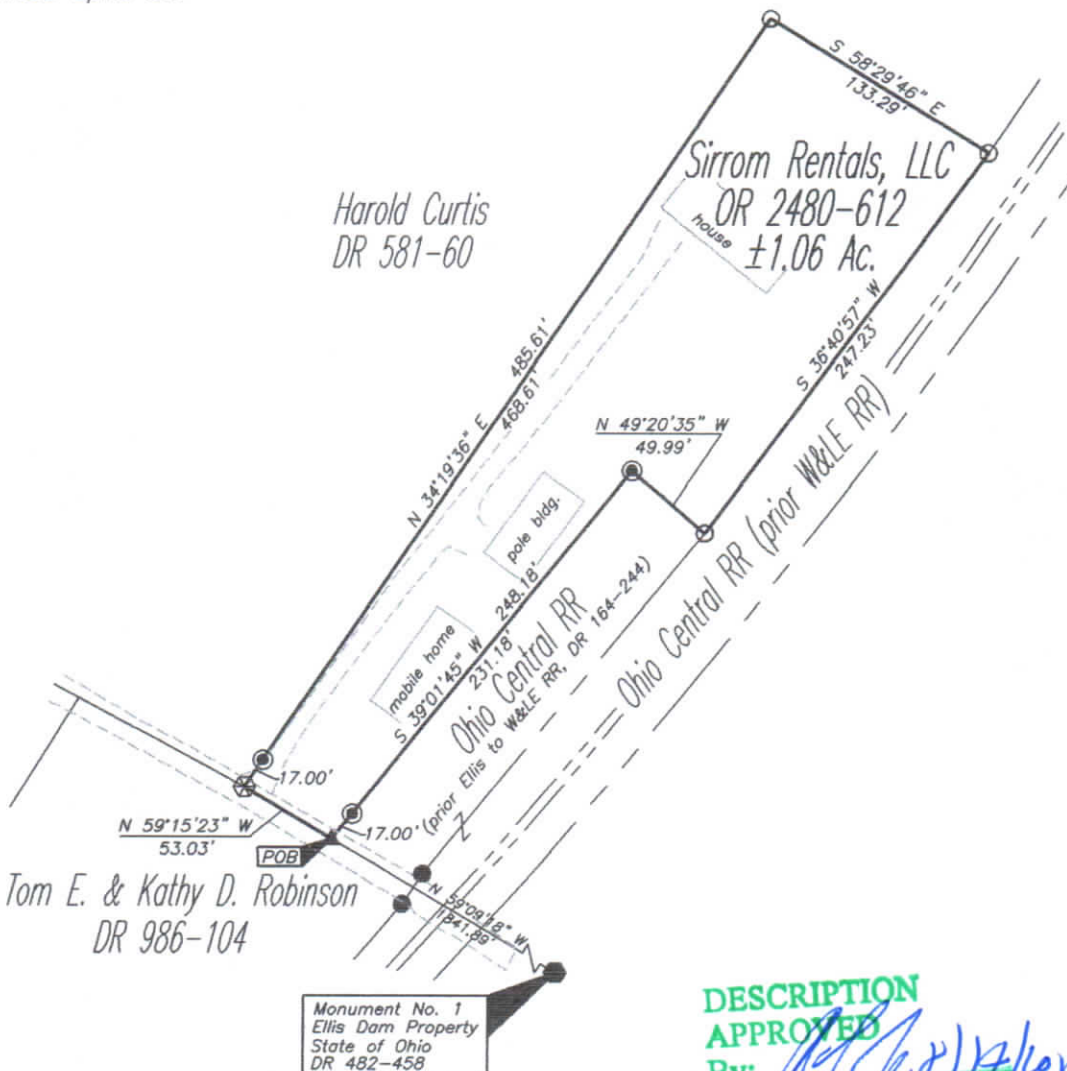 S 58°29'46" E
133.29'
Sirrom Rentals, LLC
OR 2480-612
±1.06 Ac.
house
Harold Curtis
DR 581-60
N 34°19'36" E 485.61'
468.61'
S 36°40'57" W
247.23'
N 49°20'35" W
49.99'
pole bldg.
mobile home
S 39°01'45" W 248.18'
231.18'
Ohio Central RR
(prior Ellis to W&LE RR, DR 164-244)
Ohio Central RR (prior W&LE RR)
17.00'
17.00'
N 59°15'23" W
53.03'
POB
Tom E. & Kathy D. Robinson
DR 986-104
Z
N 59°09'18" W
1841.89'
Monument No. 1
Ellis Dam Property
State of Ohio
DR 482-458
DESCRIPTION
APPROVED
By: